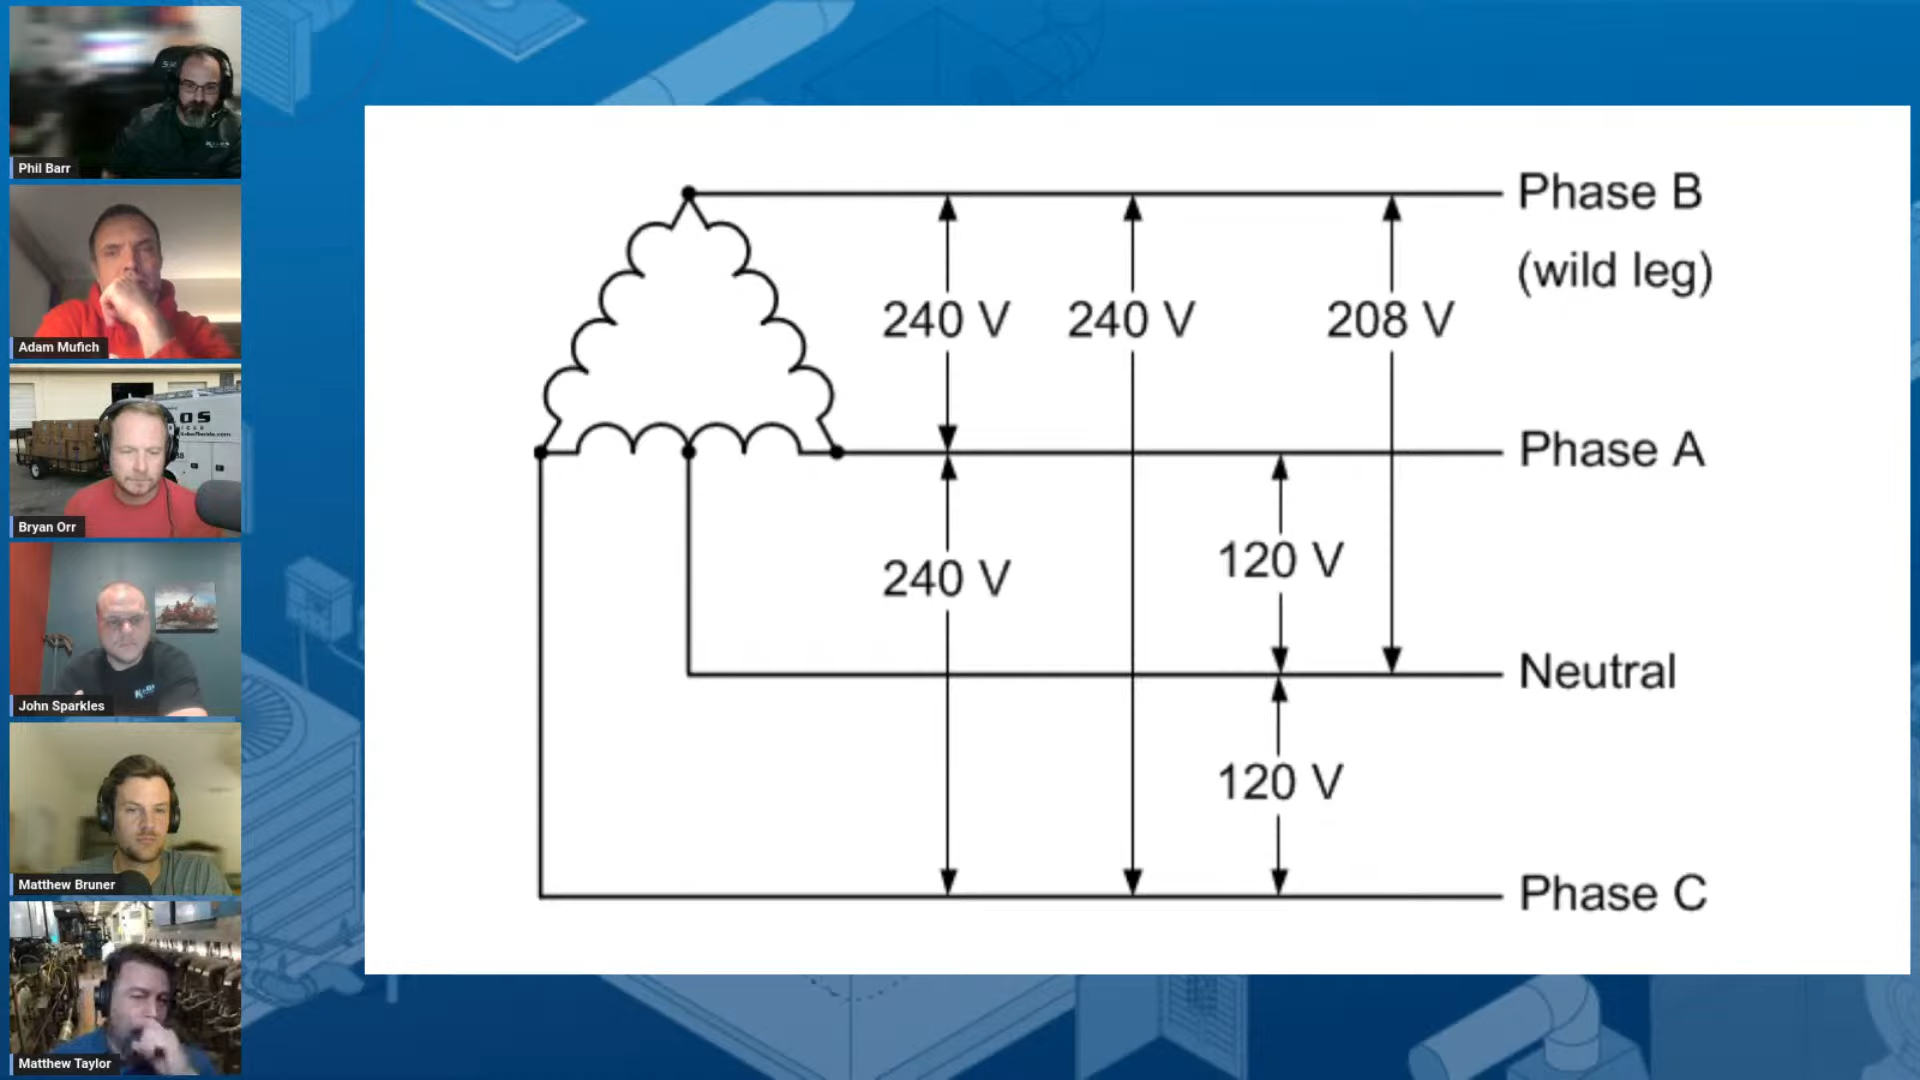 Phil Barr
Adam Mufich
Bryan Orr
John Sparkles
Matthew Bruner
Matthew Taylor
Phase B
(wild leg)
240 V
240 V
208 V
Phase A
240 V
120 V
Neutral
120 V
Phase C